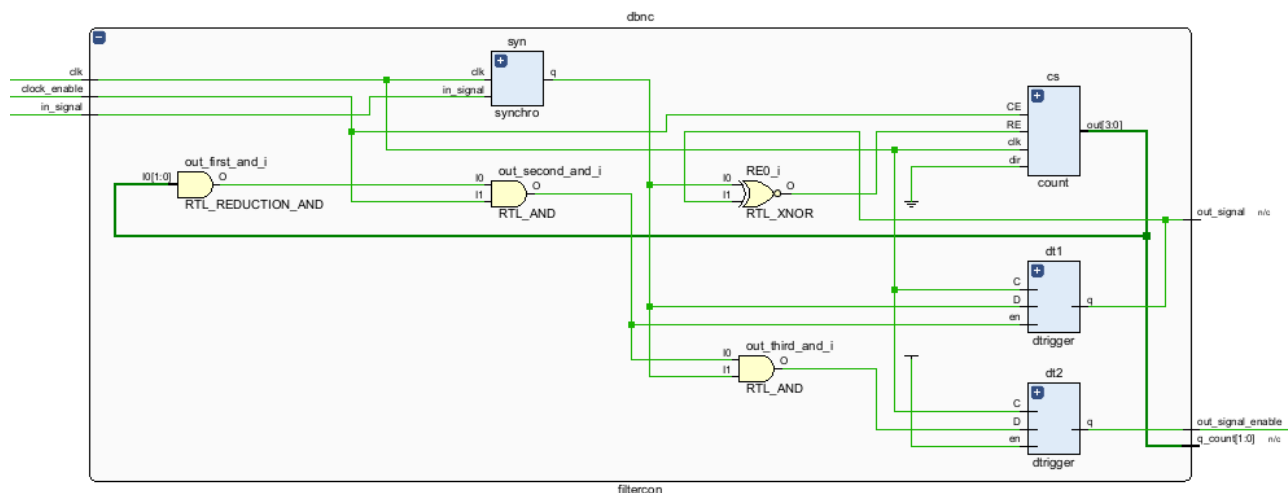 dbnc
syn
clk
clk
q
clock_enable
in_signal
in_signal
synchro
cs
CE
RE
out[3:0]
clk
dir
count
out_first_and_i
I0[1:0]
O
RTL_REDUCTION_AND
out_second_and_i
I0
O
I1
RTL_AND
RE0_i
I0
O
I1
RTL_XNOR
out_signal n/c
dt1
C
D
q
en
dtrigger
out_third_and_i
I0
O
I1
RTL_AND
dt2
C
D
q
en
dtrigger
out_signal_enable
q_count[1:0] n/c
filtercon